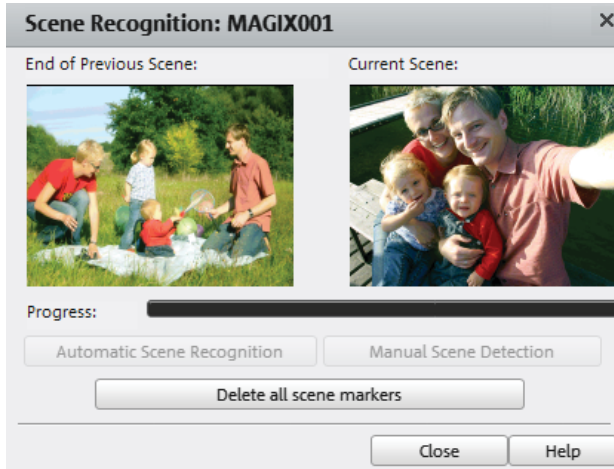 Scene Recognition: MAGIX001
End of Previous Scene:
Current Scene:
Progress:
Automatic Scene Recognition
Manual Scene Detection
Delete all scene markers
Close
Help